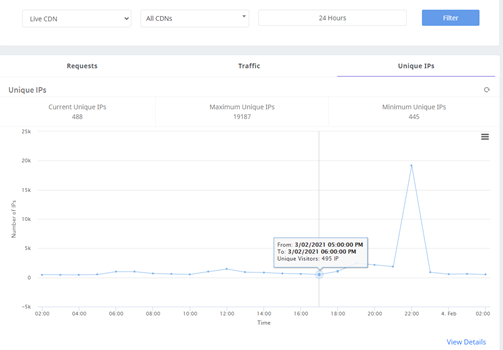 Live CDN
All CDNs
24 Hours
Filter
Requests
Traffic
Unique IPs
Unique IPs
Current Unique IPs
488
Maximum Unique IPs
19187
Minimum Unique IPs
445
25k
20k
15k
10k
5k
0
−5k
Number of IPs
From: 3/02/2021 05:00:00 PM
To: 3/02/2021 06:00:00 PM
Unique Visitors: 495 IP
02:00 04:00 06:00 08:00 10:00 12:00 14:00 16:00 18:00 20:00 22:00 4. Feb 02:00
Time
View Details